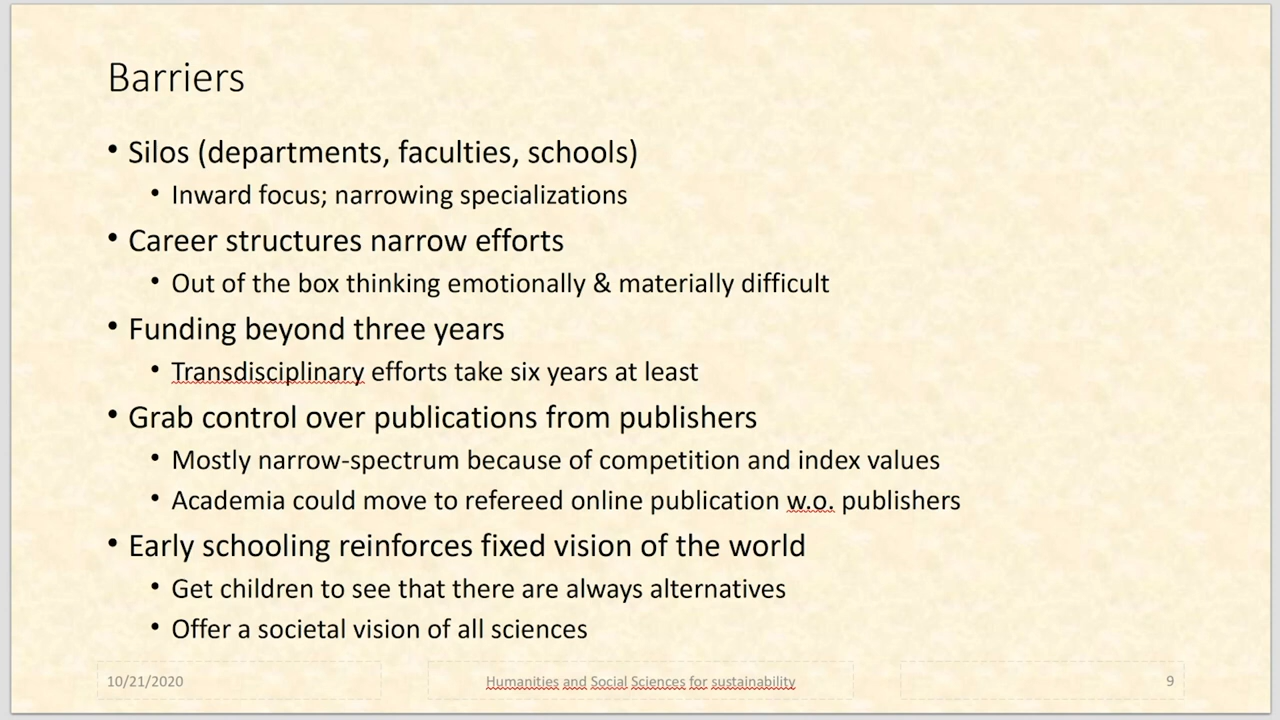 Barriers
• Silos (departments, faculties, schools)
• Inward focus; narrowing specializations
• Career structures narrow efforts
• Out of the box thinking emotionally & materially difficult
• Funding beyond three years
• Transdisciplinary efforts take six years at least
• Grab control over publications from publishers
• Mostly narrow-spectrum because of competition and index values
• Academia could move to refereed online publication w.o. publishers
• Early schooling reinforces fixed vision of the world
• Get children to see that there are always alternatives
• Offer a societal vision of all sciences
10/21/2020
Humanities and Social Sciences for sustainability
9